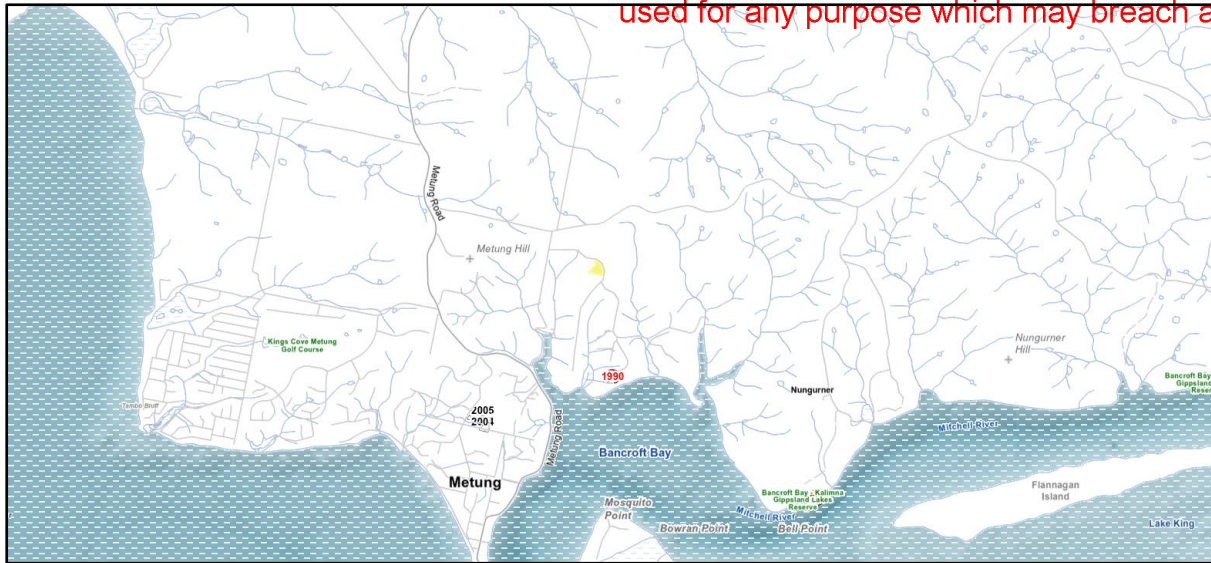 used for any purpose which may breach a
Metung Road
Metung Hill
Kings Cove Metung
Golf Course
Nungurner
Hill
1990
Bancroft Bay
Gippsland
Reser
Nungurner
Tambo Bluff
2005
2004
Metung Road
Mitchell River
Bancroft Bay
Metung
Flannagan
Island
Bancroft Bay - Kalimna
Gippsland Lakes
Reserve
Mosquito
Point
Mitchell River
Bowran Point
Bell Point
Lake King